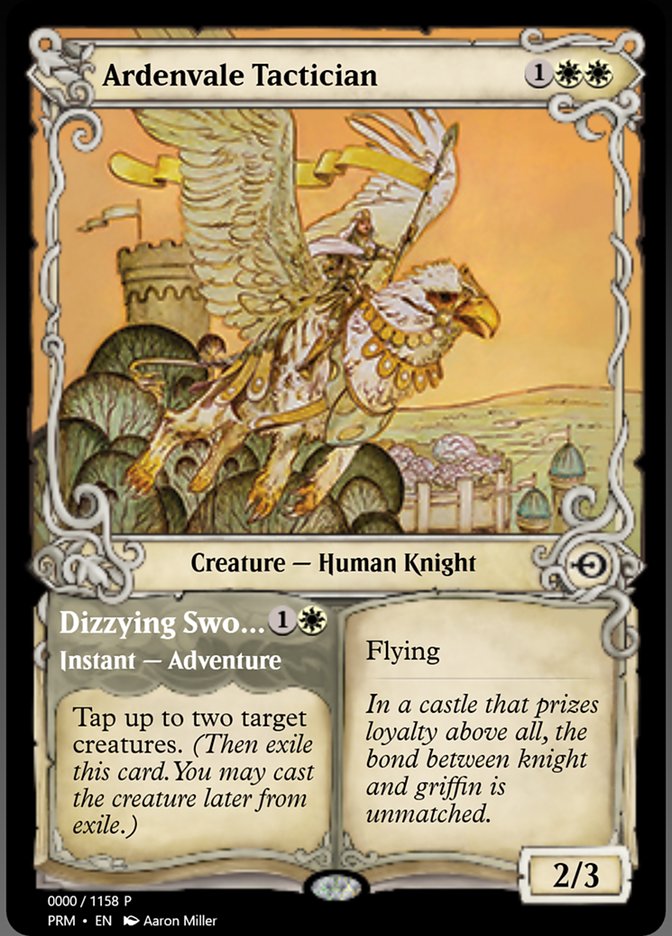 Ardenvale Tactician 1
Creature — Human Knight
Dizzying Swo... 1
Instant — Adventure
Tap up to two target
creatures. (Then exile
this card. You may cast
the creature later from
exile.)
Flying
In a castle that prizes
loyalty above all, the
bond between knight
and griffin is
unmatched.
2/3
0000 / 1158 P
PRM • EN Aaron Miller